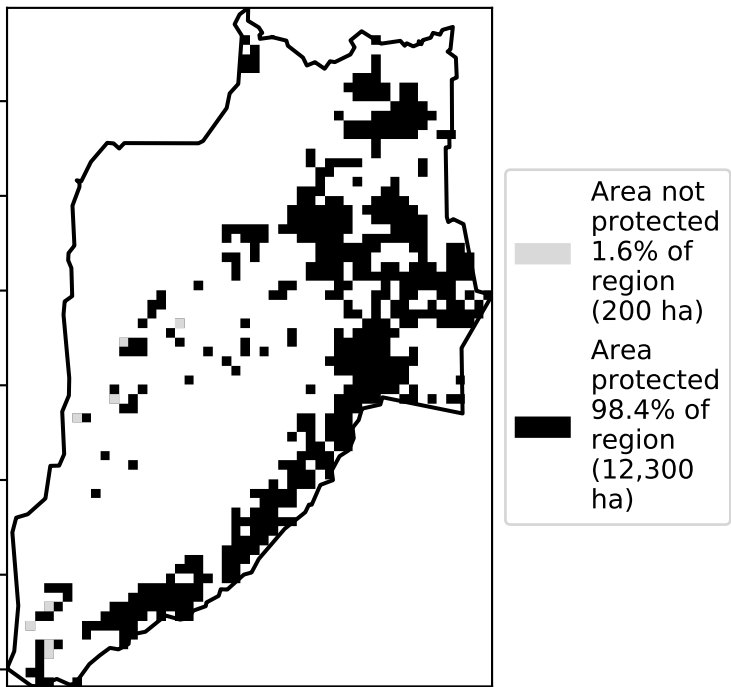 Area not
protected
1.6% of
region
(200 ha)
Area
protected
98.4% of
region
(12,300
ha)